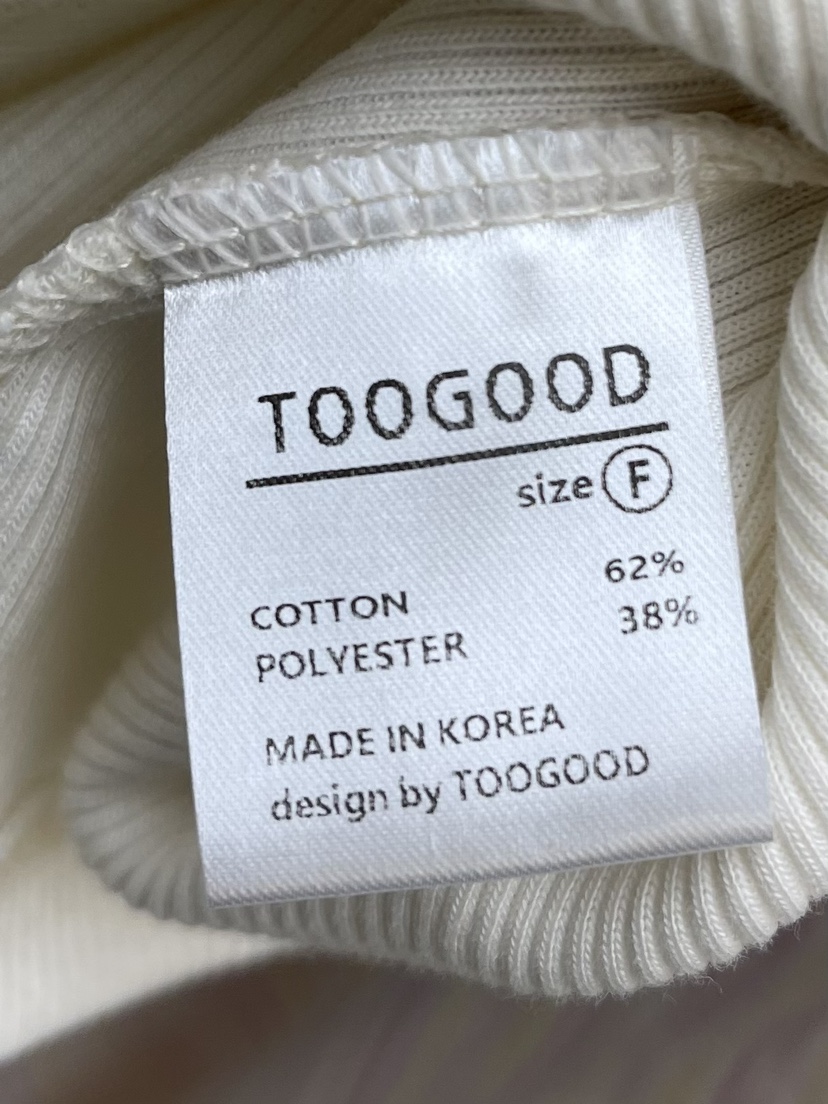 TOOGOOD
size F
COTTON 62%
POLYESTER 38%
MADE IN KOREA
design by TOOGOOD